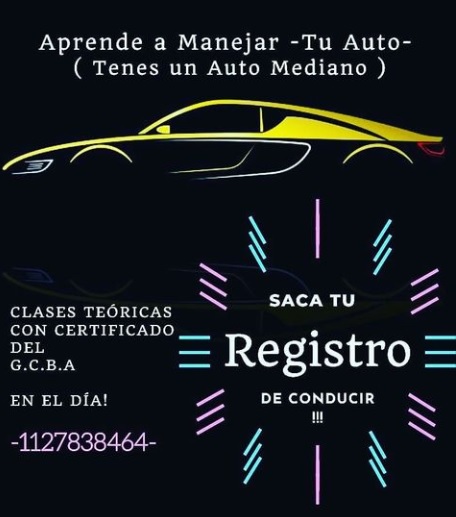 Aprende a Manejar -Tu Auto-
( Tenes un Auto Mediano )
SACA TU
Registro
DE CONDUCIR
!!!
CLASES TEÓRICAS
CON CERTIFICADO
DEL
G.C.B.A
EN EL DÍA!
-1127838464-